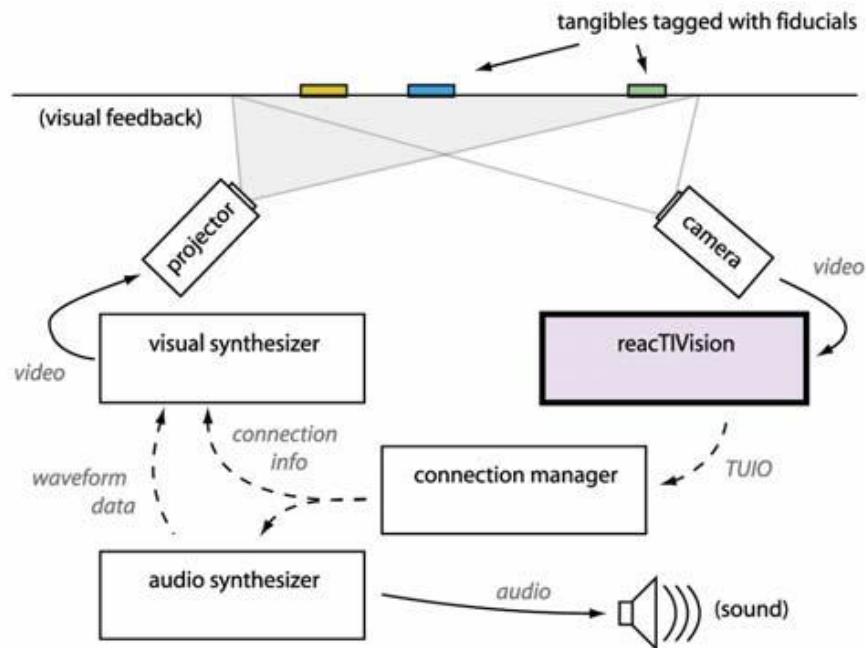 tangibles tagged with fiducials
(visual feedback)
projector
camera
video
visual synthesizer
reacTIVision
video
connection
info
waveform
data
connection manager
TUIO
audio synthesizer
audio
(sound)